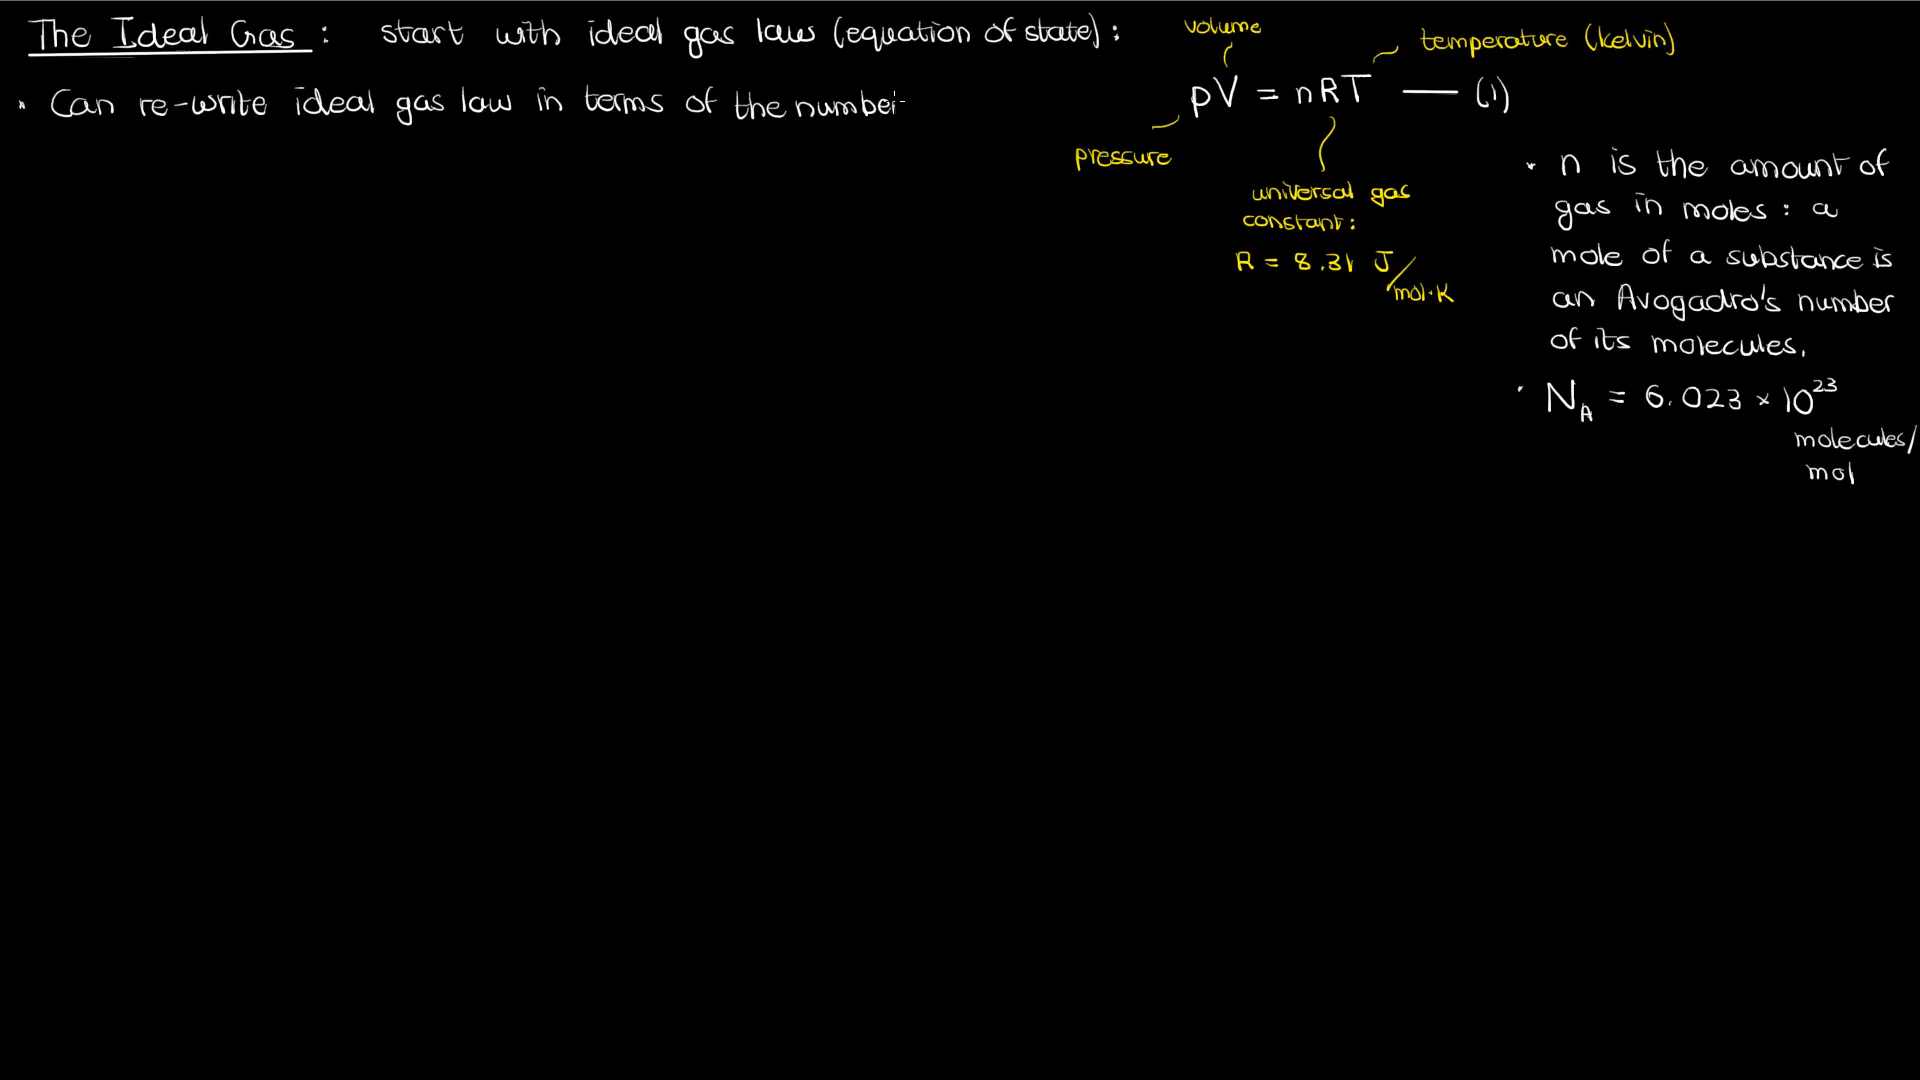 The Ideal Gas : start with ideal gas law (equation of state) :
volume
temperature (kelvin)
pV = nRT —— (1)
• Can re-write ideal gas law in terms of the number
pressure
universal gas
constant :
R = 8.31 J/mol·K
• n is the amount of
gas in moles : a
mole of a substance is
an Avogadro's number
of its molecules.
• N_A = 6.023 × 10^23
molecules/
mol